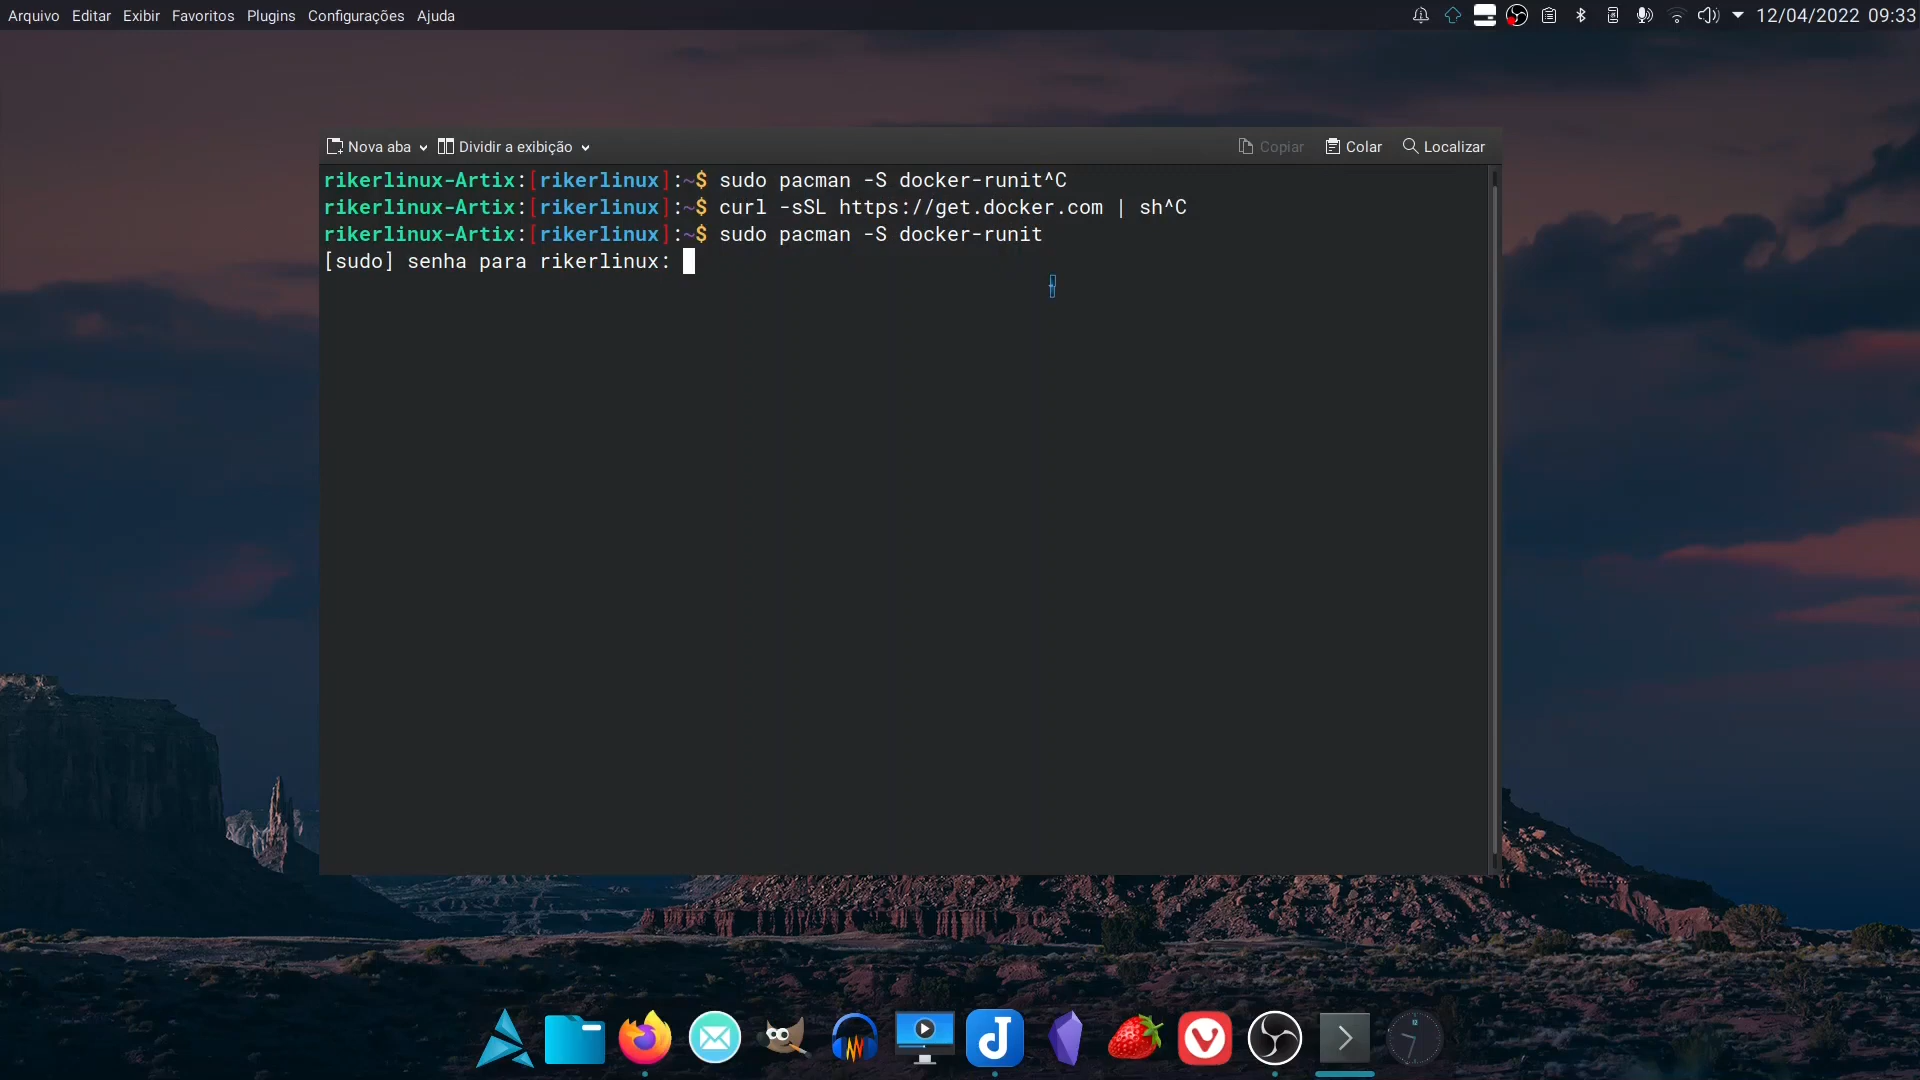 Arquivo Editar Exibir Favoritos Plugins Configurações Ajuda
12/04/2022 09:33
Nova aba Dividir a exibição Copiar Colar Localizar
rikerlinux-Artix:[rikerlinux]:~$ sudo pacman -S docker-runit^C
rikerlinux-Artix:[rikerlinux]:~$ curl -sSL https://get.docker.com | sh^C
rikerlinux-Artix:[rikerlinux]:~$ sudo pacman -S docker-runit
[sudo] senha para rikerlinux: